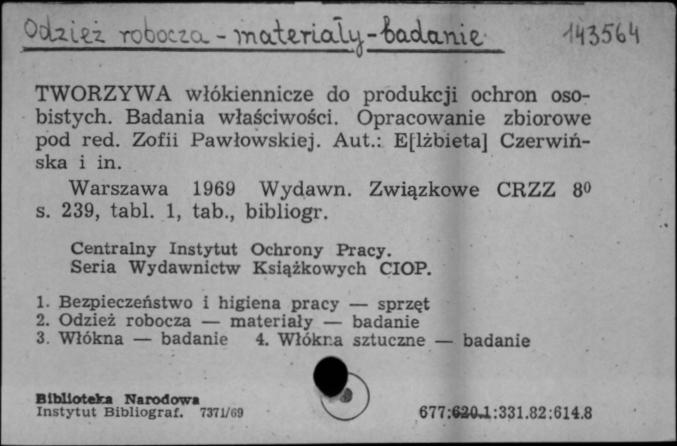 Odzież robocza - materiały - badanie 143564
TWORZYWA włókiennicze do produkcji ochron oso-
bistych. Badania właściwości. Opracowanie zbiorowe
pod red. Zofii Pawłowskiej. Aut.: E[lżbieta] Czerwiń-
ska i in.
Warszawa 1969 Wydawn. Związkowe CRZZ 8⁰
s. 239, tabl. 1, tab., bibliogr.
Centralny Instytut Ochrony Pracy.
Seria Wydawnictw Książkowych CIOP.
1. Bezpieczeństwo i higiena pracy — sprzęt
2. Odzież robocza — materiały — badanie
3. Włókna — badanie 4. Włókna sztuczne — badanie
Biblioteka Narodowa
Instytut Bibliograf. 7371/69 677:620.1:331.82:614.8